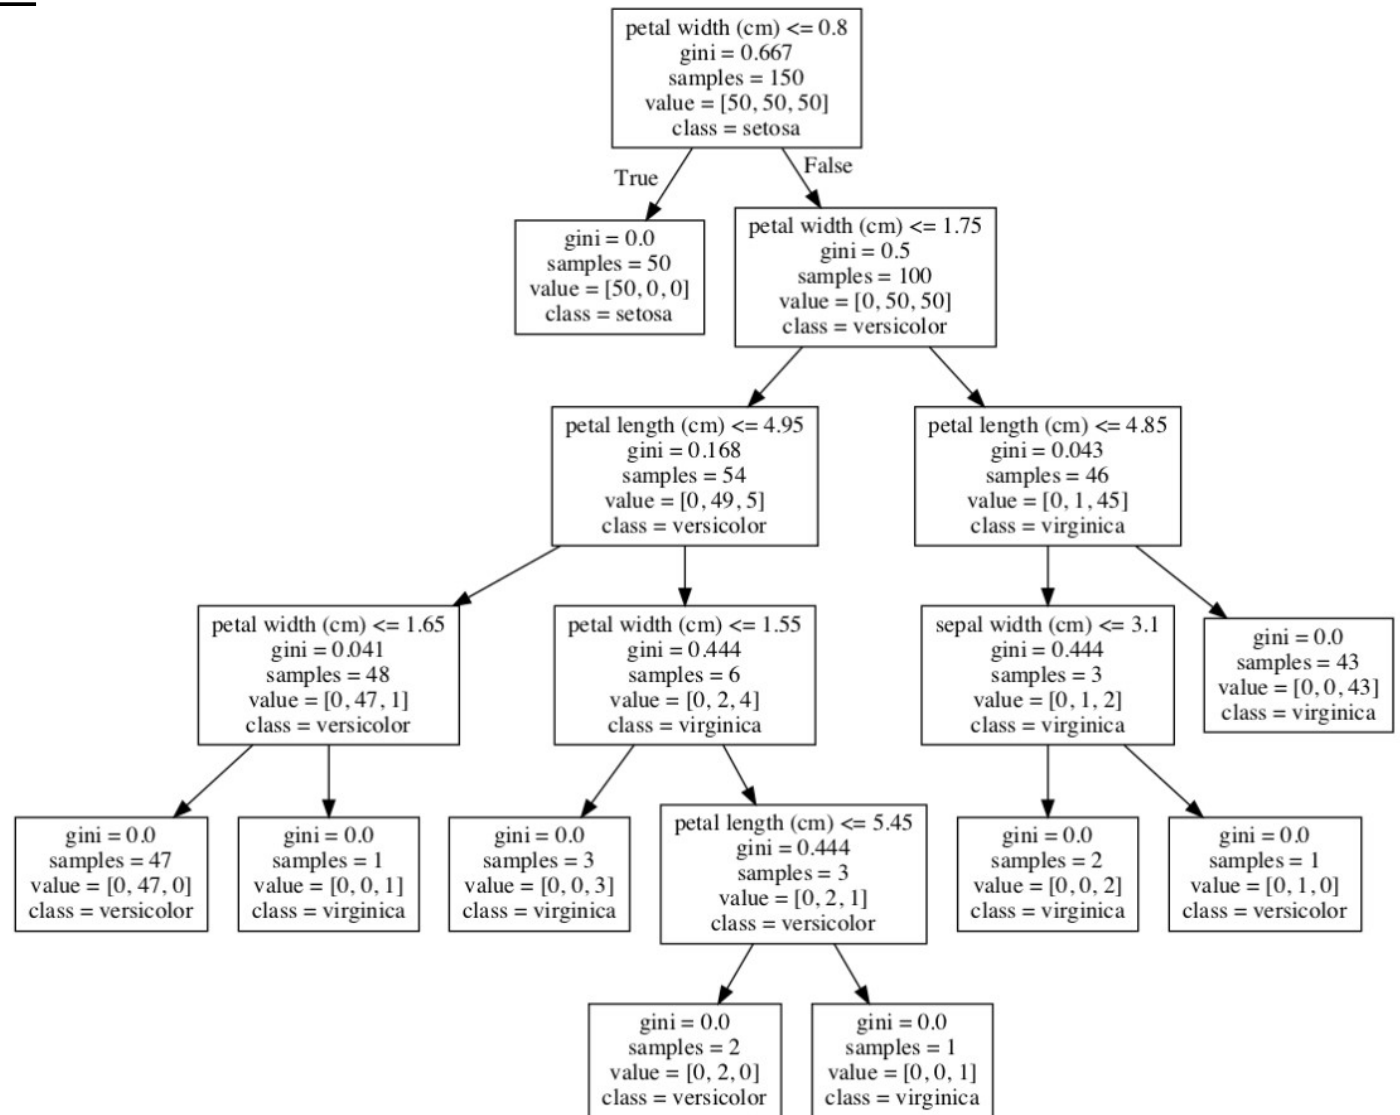 petal width (cm) <= 0.8
gini = 0.667
samples = 150
value = [50, 50, 50]
class = setosa
True
False
gini = 0.0
samples = 50
value = [50, 0, 0]
class = setosa
petal width (cm) <= 1.75
gini = 0.5
samples = 100
value = [0, 50, 50]
class = versicolor
petal length (cm) <= 4.95
gini = 0.168
samples = 54
value = [0, 49, 5]
class = versicolor
petal length (cm) <= 4.85
gini = 0.043
samples = 46
value = [0, 1, 45]
class = virginica
petal width (cm) <= 1.65
gini = 0.041
samples = 48
value = [0, 47, 1]
class = versicolor
petal width (cm) <= 1.55
gini = 0.444
samples = 6
value = [0, 2, 4]
class = virginica
sepal width (cm) <= 3.1
gini = 0.444
samples = 3
value = [0, 1, 2]
class = virginica
gini = 0.0
samples = 43
value = [0, 0, 43]
class = virginica
gini = 0.0
samples = 47
value = [0, 47, 0]
class = versicolor
gini = 0.0
samples = 1
value = [0, 0, 1]
class = virginica
gini = 0.0
samples = 3
value = [0, 0, 3]
class = virginica
petal length (cm) <= 5.45
gini = 0.444
samples = 3
value = [0, 2, 1]
class = versicolor
gini = 0.0
samples = 2
value = [0, 0, 2]
class = virginica
gini = 0.0
samples = 1
value = [0, 1, 0]
class = versicolor
gini = 0.0
samples = 2
value = [0, 2, 0]
class = versicolor
gini = 0.0
samples = 1
value = [0, 0, 1]
class = virginica